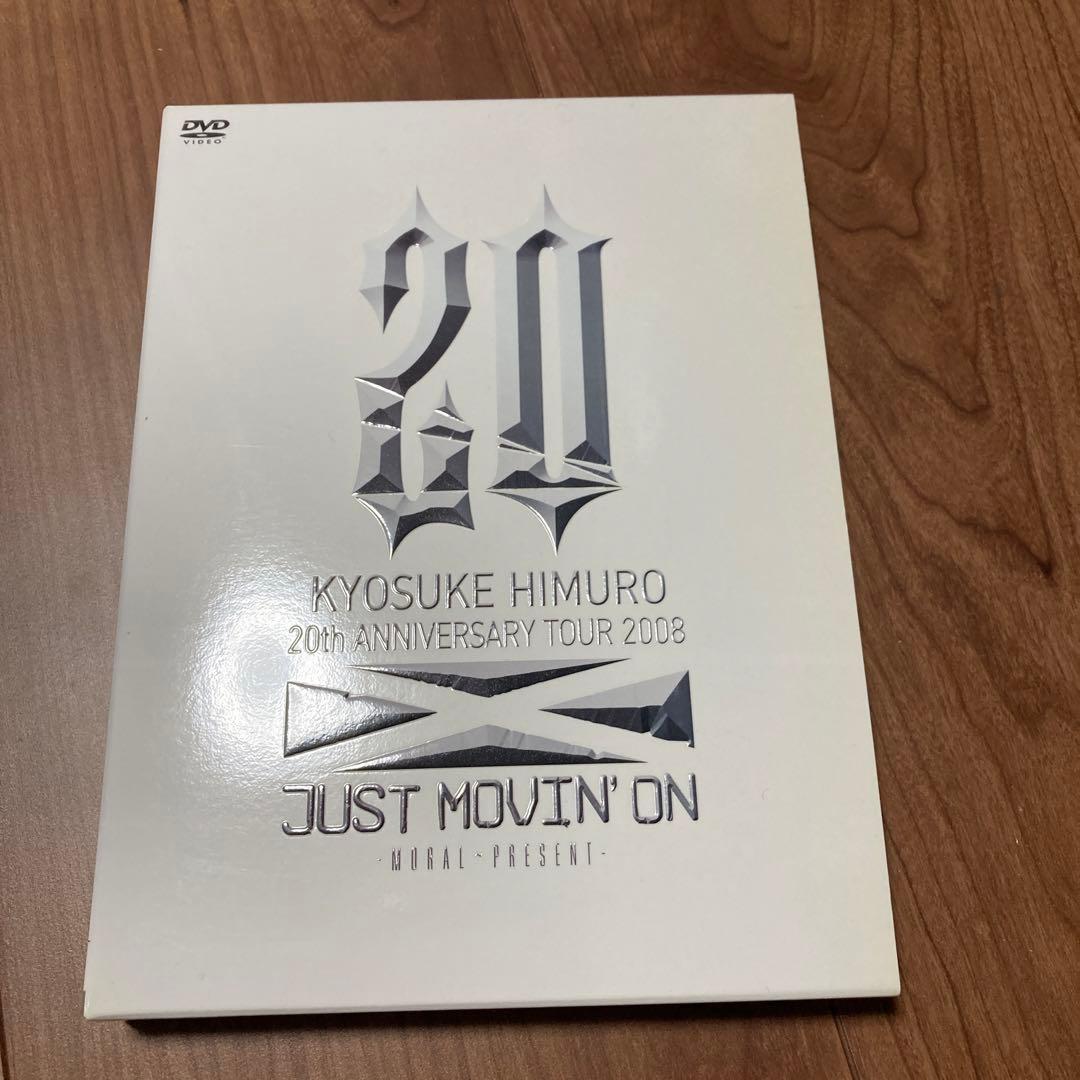 DVD
VIDEO
20
KYOSUKE HIMURO
20th ANNIVERSARY TOUR 2008
JUST MOVIN' ON
-MORAL~PRESENT-